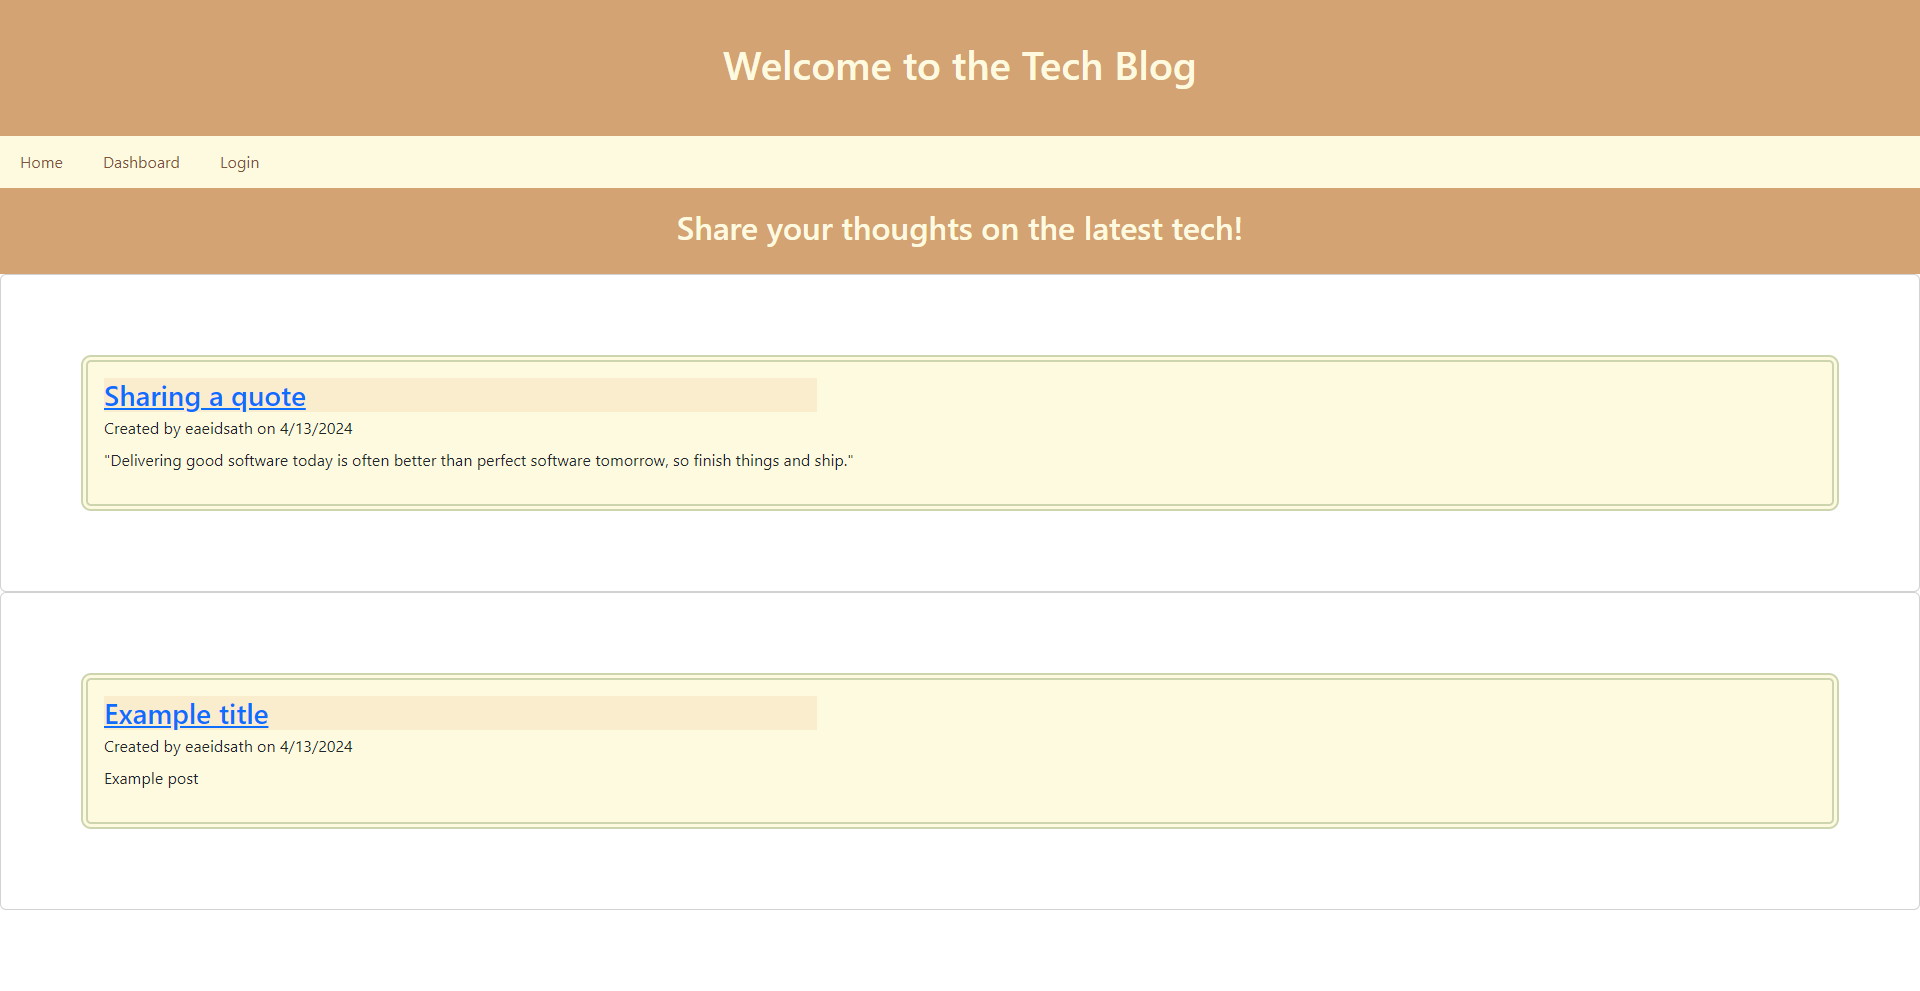 Welcome to the Tech Blog
Home Dashboard Login
Share your thoughts on the latest tech!
Sharing a quote
Created by eaeidsath on 4/13/2024
"Delivering good software today is often better than perfect software tomorrow, so finish things and ship."
Example title
Created by eaeidsath on 4/13/2024
Example post